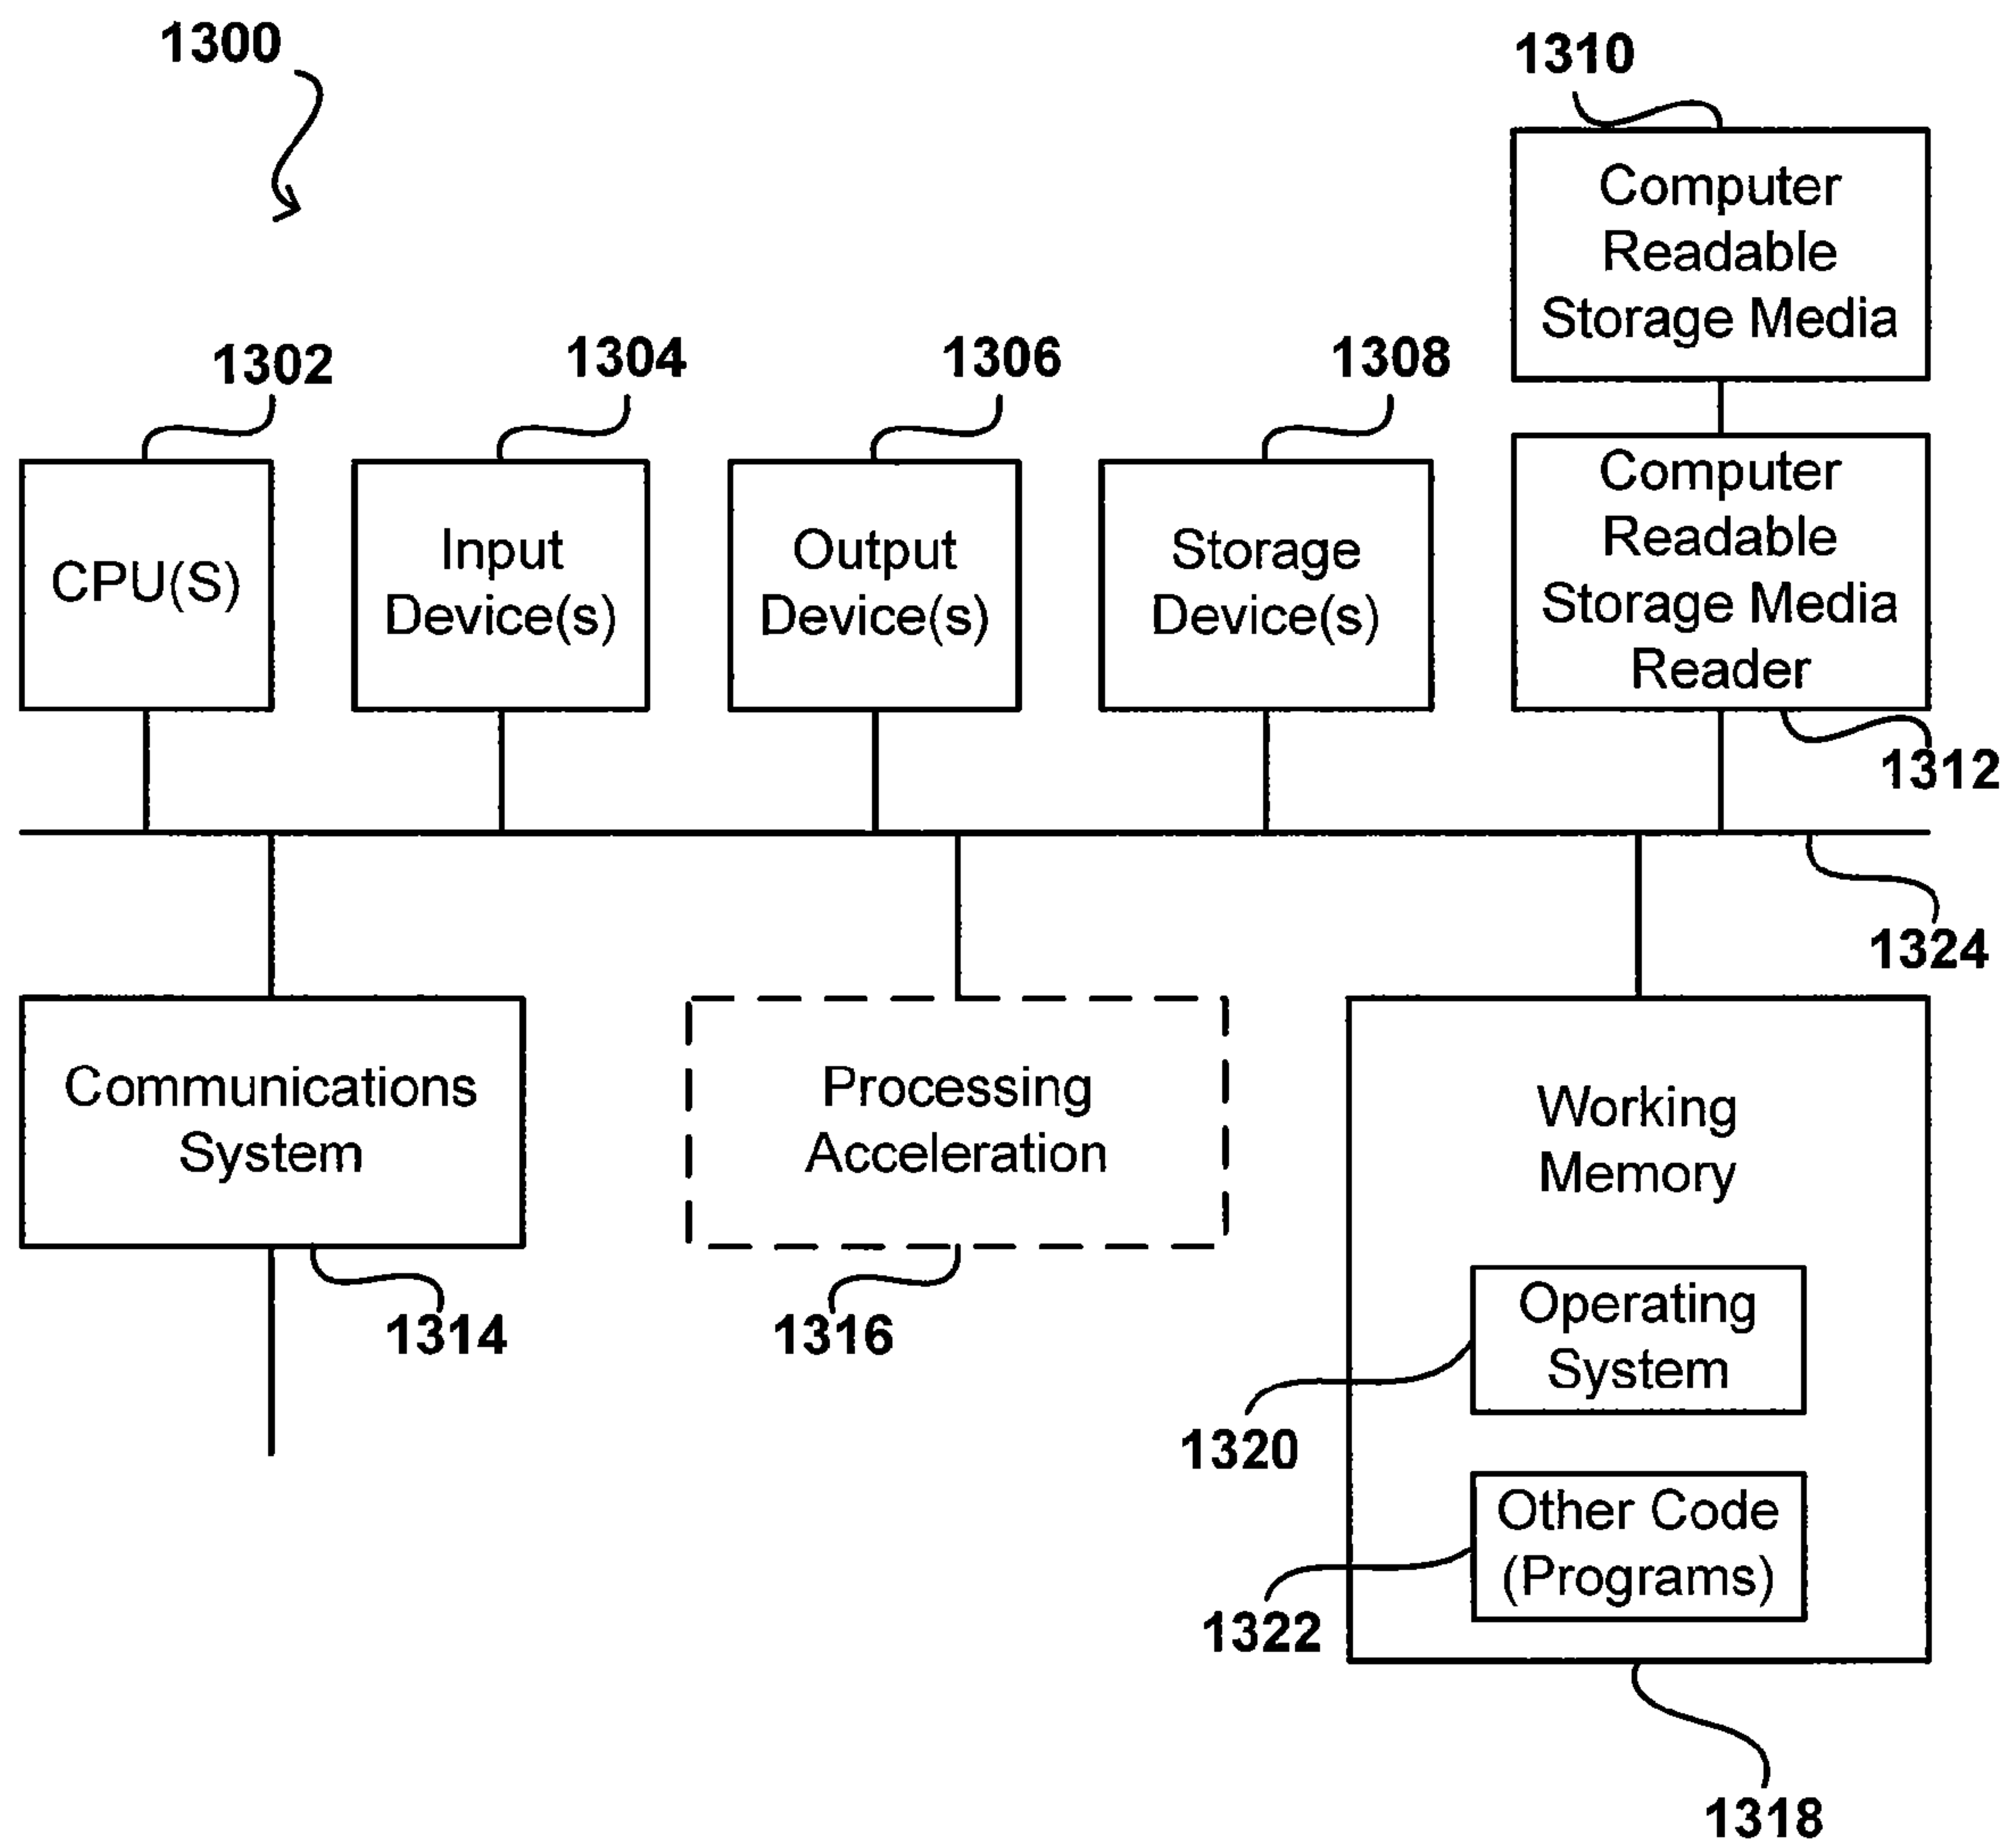 1300
1310
Computer
Readable
Storage Media
1302
1304
1306
1308
CPU(S)
Input
Device(s)
Output
Device(s)
Storage
Device(s)
Computer
Readable
Storage Media
Reader
1312
1324
Communications
System
1314
Processing
Acceleration
1316
Working
Memory
Operating
System
1320
Other Code
(Programs)
1322
1318